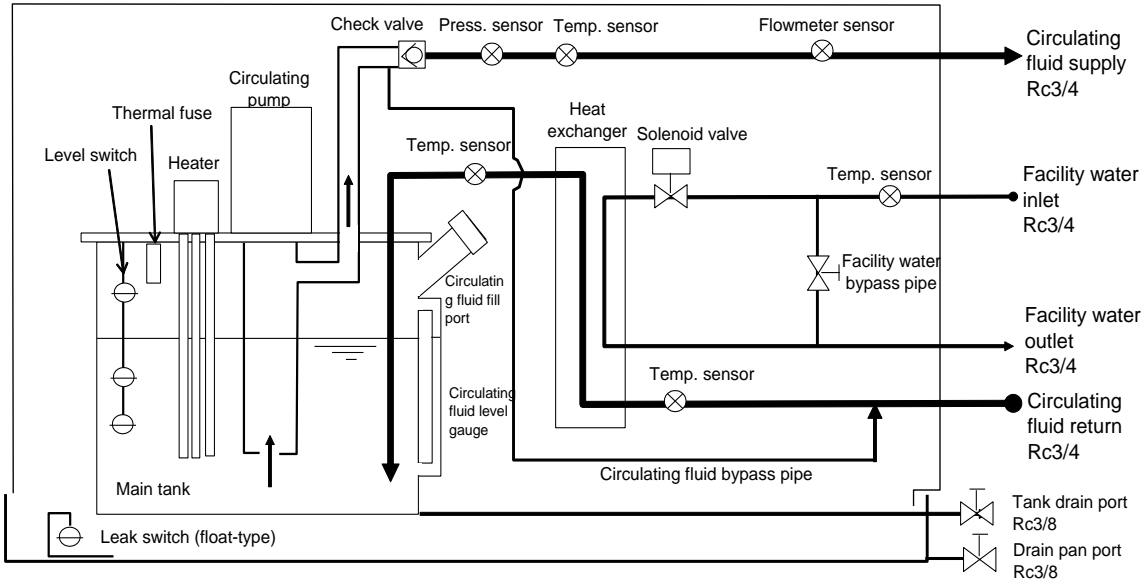 Check valve
Press. sensor
Temp. sensor
Flowmeter sensor
Circulating
fluid supply
Rc3/4
Circulating
pump
Thermal fuse
Level switch
Heater
Heat
exchanger
Solenoid valve
Temp. sensor
Temp. sensor
Facility water
inlet
Rc3/4
Circulatin
g fluid fill
port
Facility water
bypass pipe
Facility water
outlet
Rc3/4
Temp. sensor
Circulating
fluid level
gauge
Circulating
fluid return
Rc3/4
Circulating fluid bypass pipe
Main tank
Tank drain port
Rc3/8
Leak switch (float-type)
Drain pan port
Rc3/8